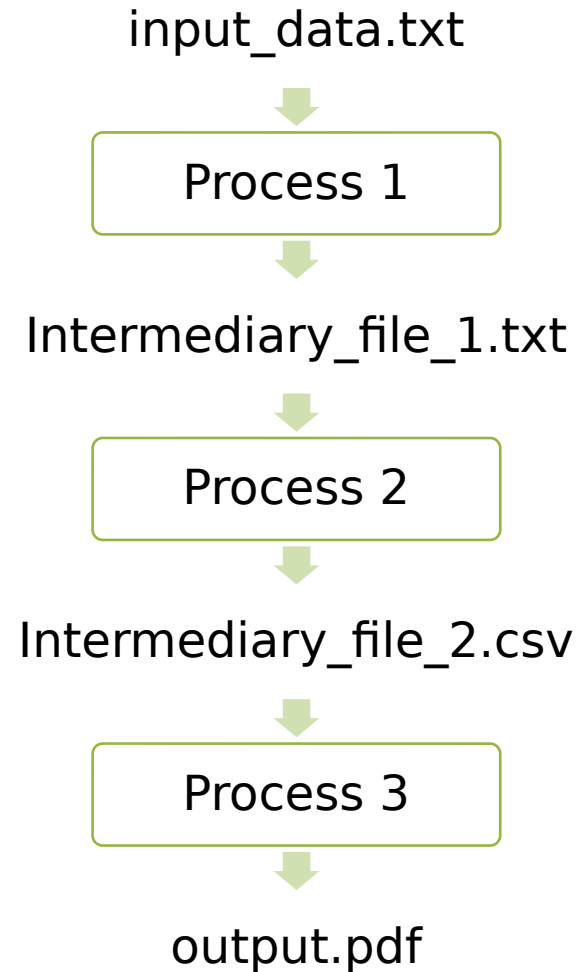 input_data.txt
Process 1
Intermediary_file_1.txt
Process 2
Intermediary_file_2.csv
Process 3
output.pdf